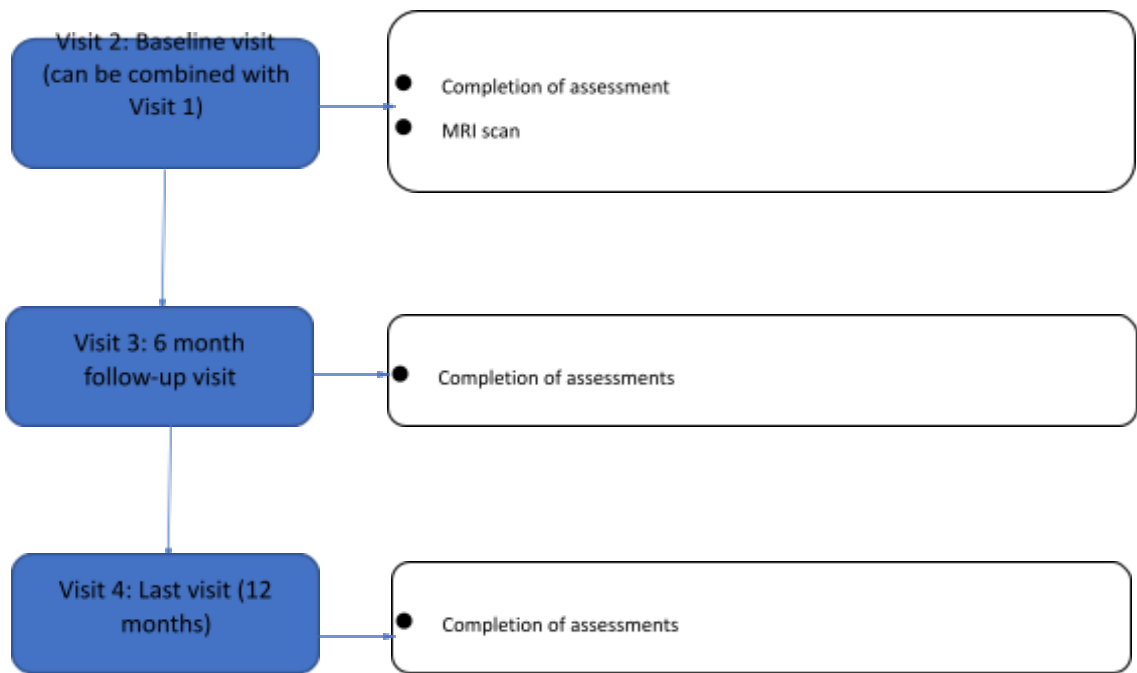 Visit 2: Baseline visit
(can be combined with
Visit 1)
● Completion of assessment
● MRI scan
Visit 3: 6 month
follow-up visit
● Completion of assessments
Visit 4: Last visit (12
months)
● Completion of assessments